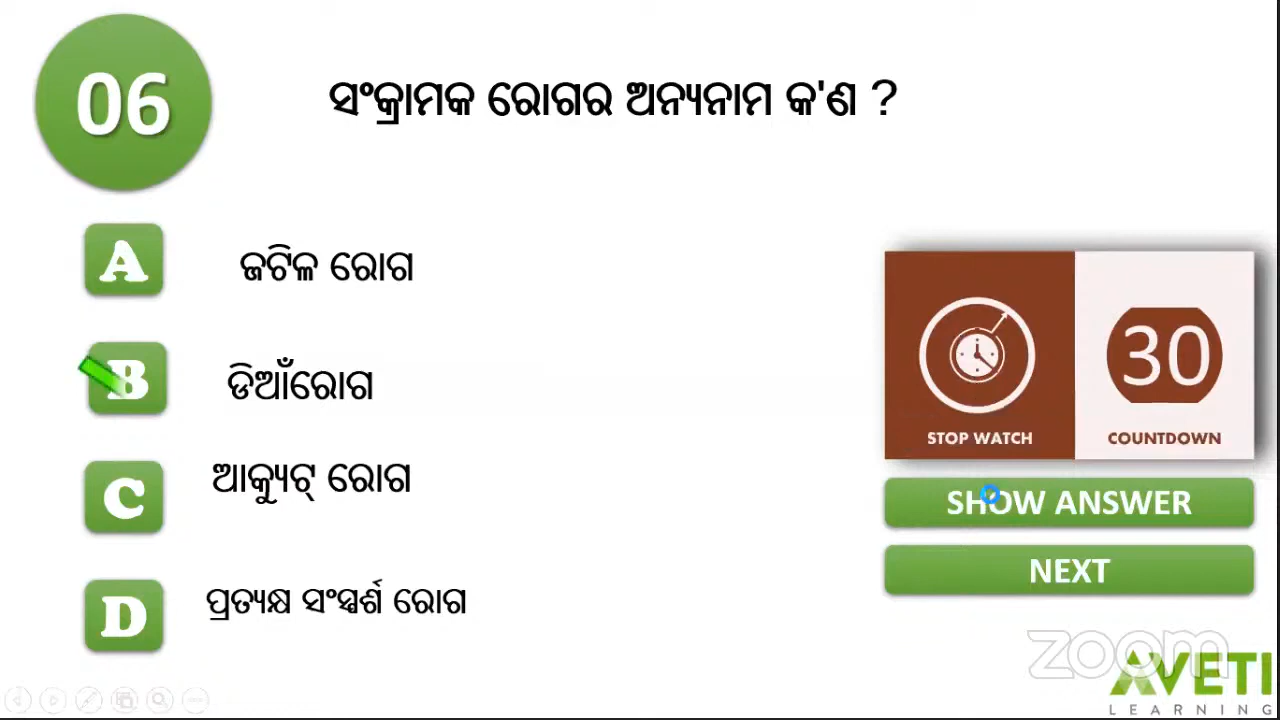 06
ସଂକ୍ରାମକ ରୋଗର ଅନ୍ୟନାମ କ'ଣ ?
A
ଜଟିଳ ରୋଗ
B
ଡିଆଁରୋଗ
C
ଆକ୍ୟୁଟ୍ ରୋଗ
D
ପ୍ରତ୍ୟକ୍ଷ ସଂସ୍ପର୍ଶ ରୋଗ
30
STOP WATCH
COUNTDOWN
SHOW ANSWER
NEXT
zoom
AVETI
LEARNING